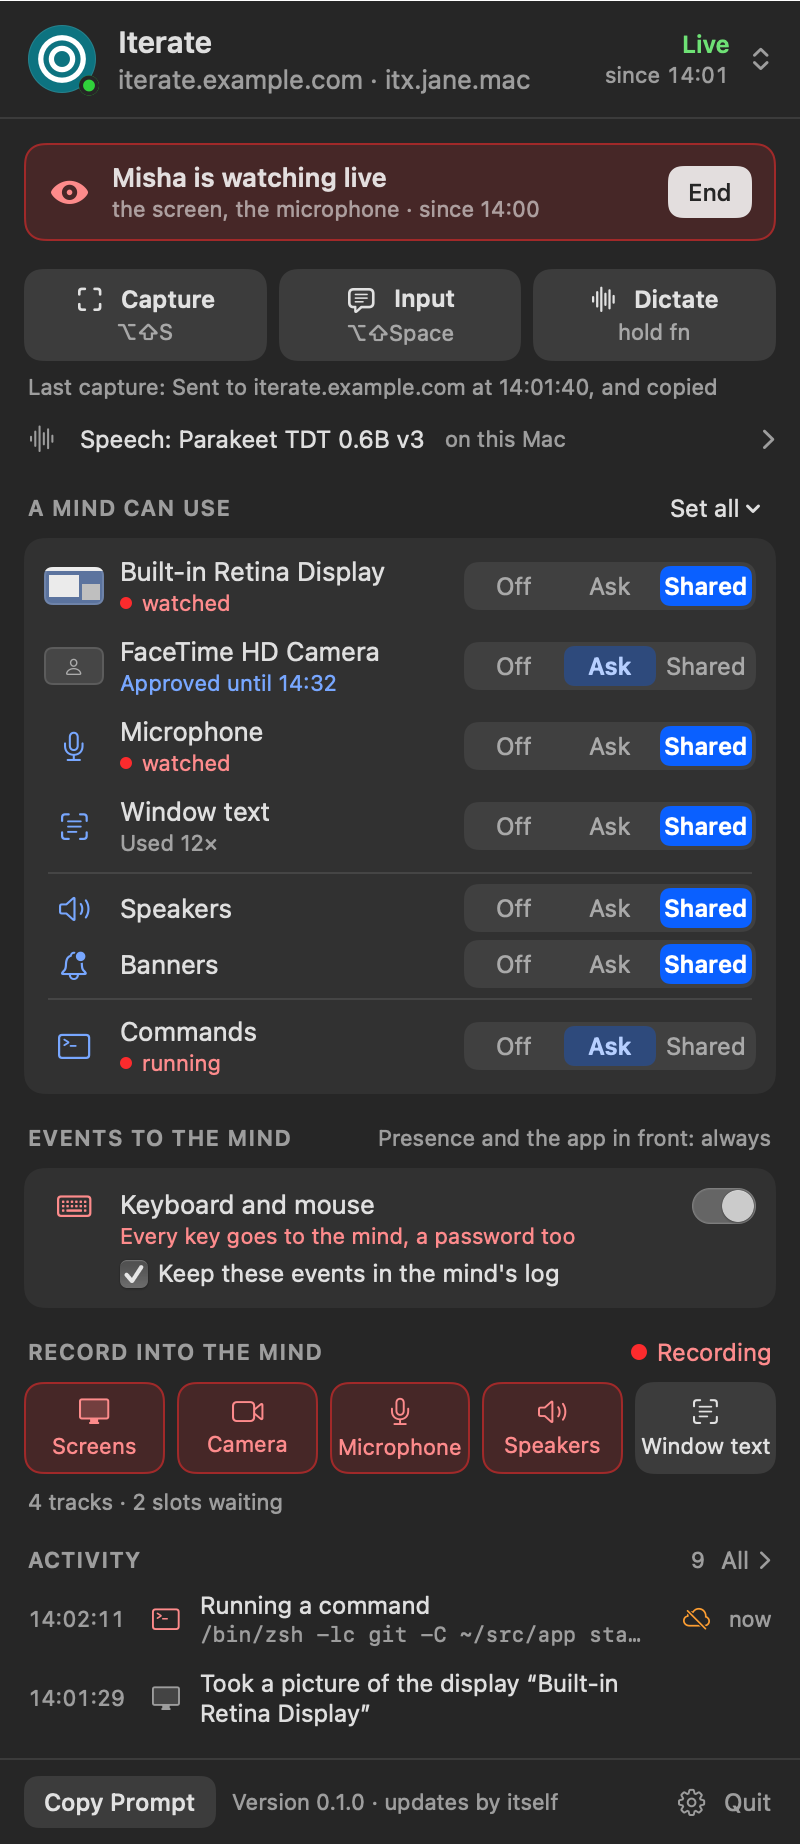 Iterate
iterate.example.com · itx.jane.mac
Live
since 14:01
Misha is watching live
the screen, the microphone · since 14:00
End
Capture
⌥⇧S
Input
⌥⇧Space
Dictate
hold fn
Last capture: Sent to iterate.example.com at 14:01:40, and copied
Speech: Parakeet TDT 0.6B v3 on this Mac
A MIND CAN USE
Set all
Built-in Retina Display
watched
Off Ask Shared
FaceTime HD Camera
Approved until 14:32
Off Ask Shared
Microphone
watched
Off Ask Shared
Window text
Used 12×
Off Ask Shared
Speakers
Off Ask Shared
Banners
Off Ask Shared
Commands
running
Off Ask Shared
EVENTS TO THE MIND
Presence and the app in front: always
Keyboard and mouse
Every key goes to the mind, a password too
Keep these events in the mind's log
RECORD INTO THE MIND
Recording
Screens
Camera
Microphone
Speakers
Window text
4 tracks · 2 slots waiting
ACTIVITY
9 All
14:02:11
Running a command
/bin/zsh -lc git -C ~/src/app sta…
now
14:01:29
Took a picture of the display “Built-in
Retina Display”
Copy Prompt
Version 0.1.0 · updates by itself
Quit